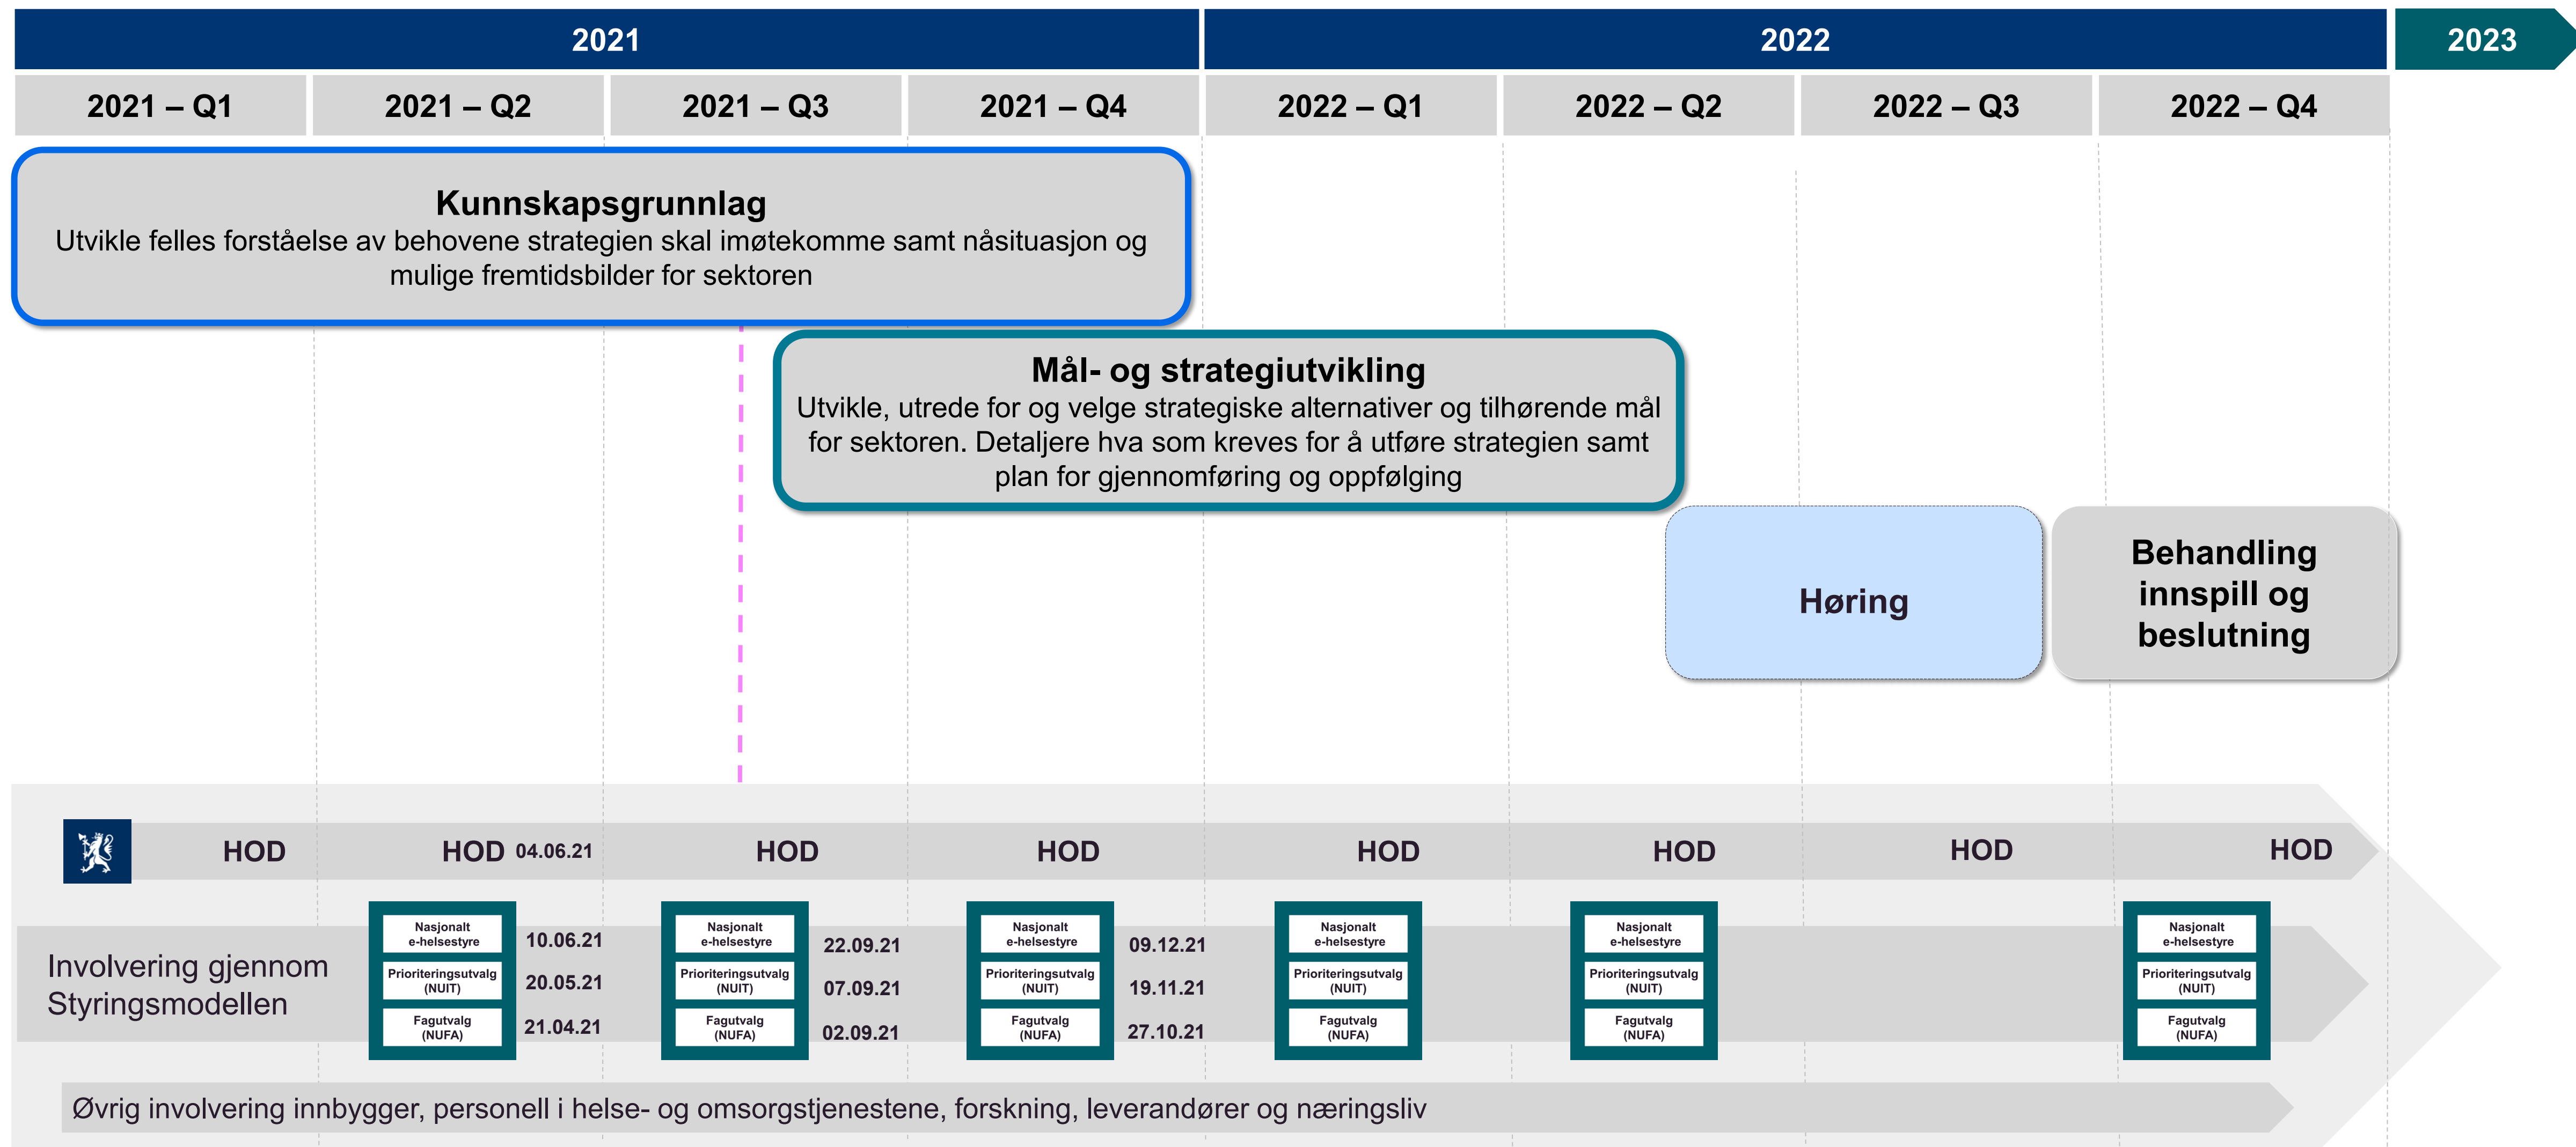 2021
2022
2023
2021 – Q1
2021 – Q2
2021 – Q3
2021 – Q4
2022 – Q1
2022 – Q2
2022 – Q3
2022 – Q4
Kunnskapsgrunnlag
Utvikle felles forståelse av behovene strategien skal imøtekomme samt nåsituasjon og
mulige fremtidsbilder for sektoren
Mål- og strategiutvikling
Utvikle, utrede for og velge strategiske alternativer og tilhørende mål
for sektoren. Detaljere hva som kreves for å utføre strategien samt
plan for gjennomføring og oppfølging
Høring
Behandling
innspill og
beslutning
HOD
HOD 04.06.21
HOD
HOD
HOD
HOD
HOD
HOD
Involvering gjennom
Styringsmodellen
Nasjonalt
e-helsestyre
10.06.21
Prioriteringsutvalg
(NUIT)
20.05.21
Fagutvalg
(NUFA)
21.04.21
Nasjonalt
e-helsestyre
22.09.21
Prioriteringsutvalg
(NUIT)
07.09.21
Fagutvalg
(NUFA)
02.09.21
Nasjonalt
e-helsestyre
09.12.21
Prioriteringsutvalg
(NUIT)
19.11.21
Fagutvalg
(NUFA)
27.10.21
Nasjonalt
e-helsestyre
Prioriteringsutvalg
(NUIT)
Fagutvalg
(NUFA)
Nasjonalt
e-helsestyre
Prioriteringsutvalg
(NUIT)
Fagutvalg
(NUFA)
Nasjonalt
e-helsestyre
Prioriteringsutvalg
(NUIT)
Fagutvalg
(NUFA)
Øvrig involvering innbygger, personell i helse- og omsorgstjenestene, forskning, leverandører og næringsliv